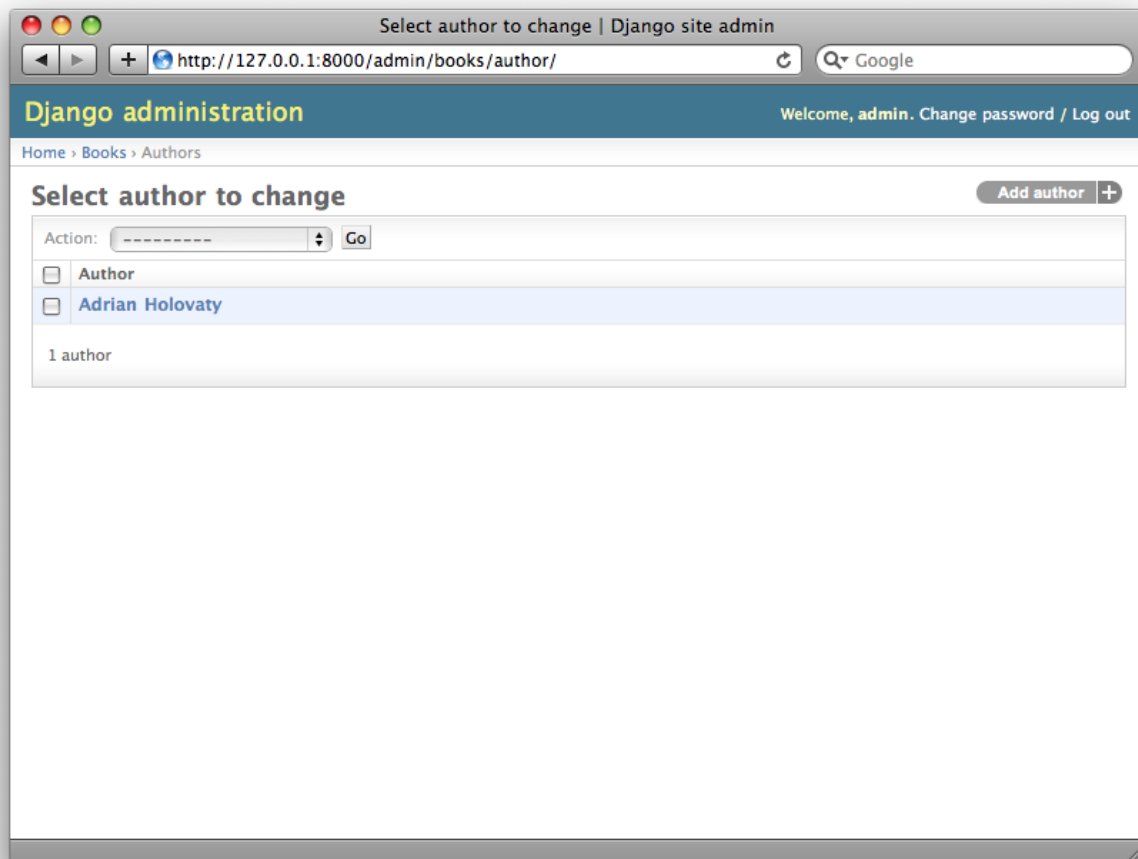 Select author to change | Django site admin
http://127.0.0.1:8000/admin/books/author/
Google
Django administration
Welcome, admin. Change password / Log out
Home › Books › Authors
Select author to change
Add author +
Action: --------- Go
Author
Adrian Holovaty
1 author